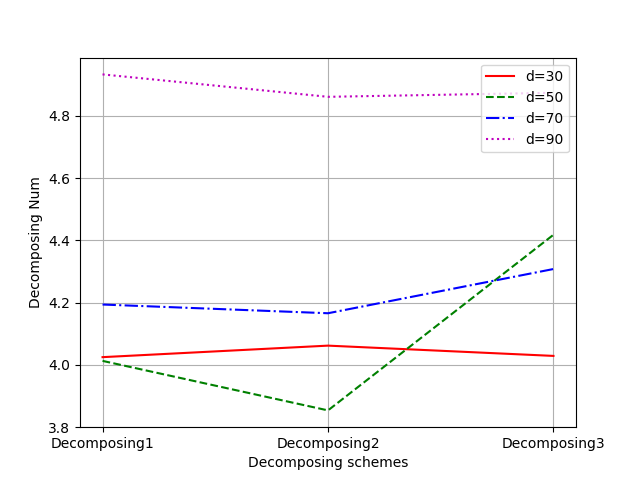 d=30
d=50
d=70
d=90
4.8
4.6
4.4
4.2
4.0
3.8
Decomposing Num
Decomposing1 Decomposing2 Decomposing3
Decomposing schemes